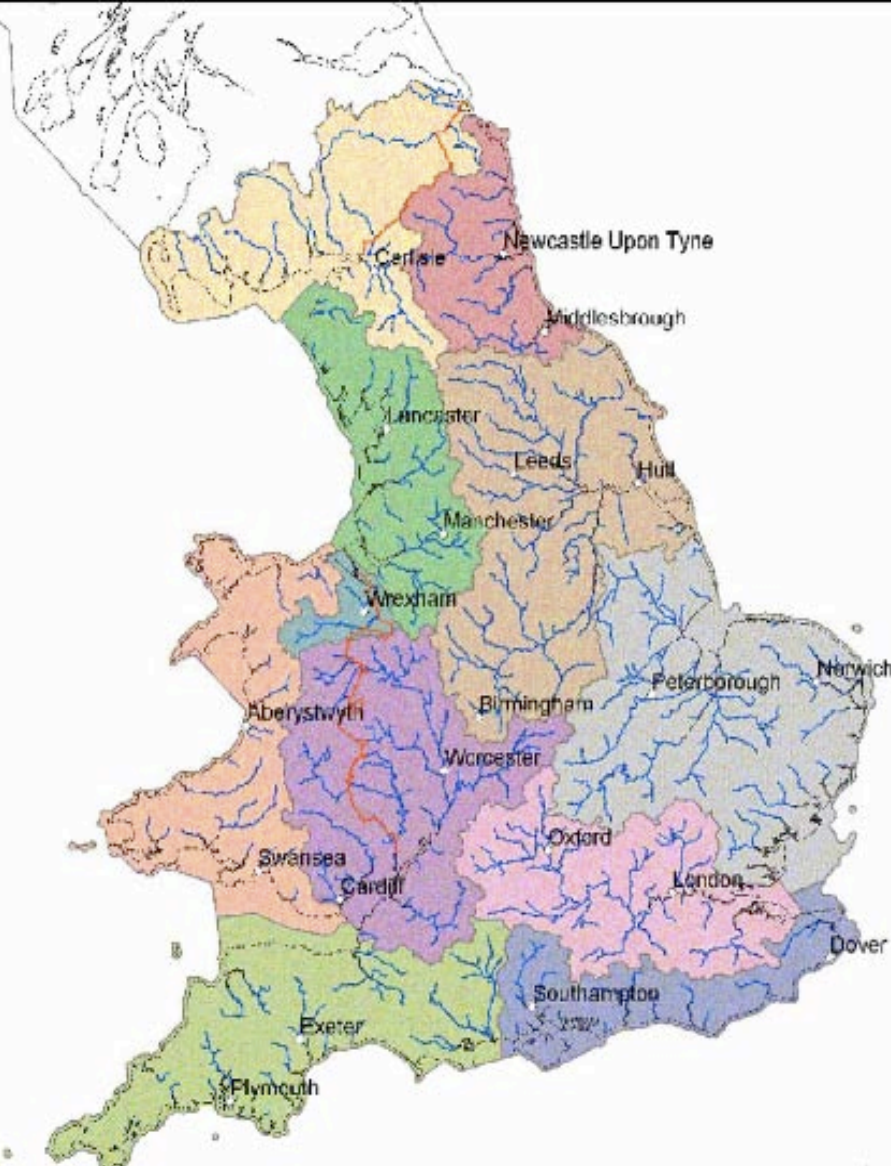 Newcastle Upon Tyne
Carlisle
Middlesbrough
Lancaster
Leeds
Hull
Manchester
Wrexham
Norwich
Peterborough
Birmingham
Aberystwyth
Worcester
Oxford
Swansea
London
Cardiff
Dover
Southampton
Exeter
Plymouth